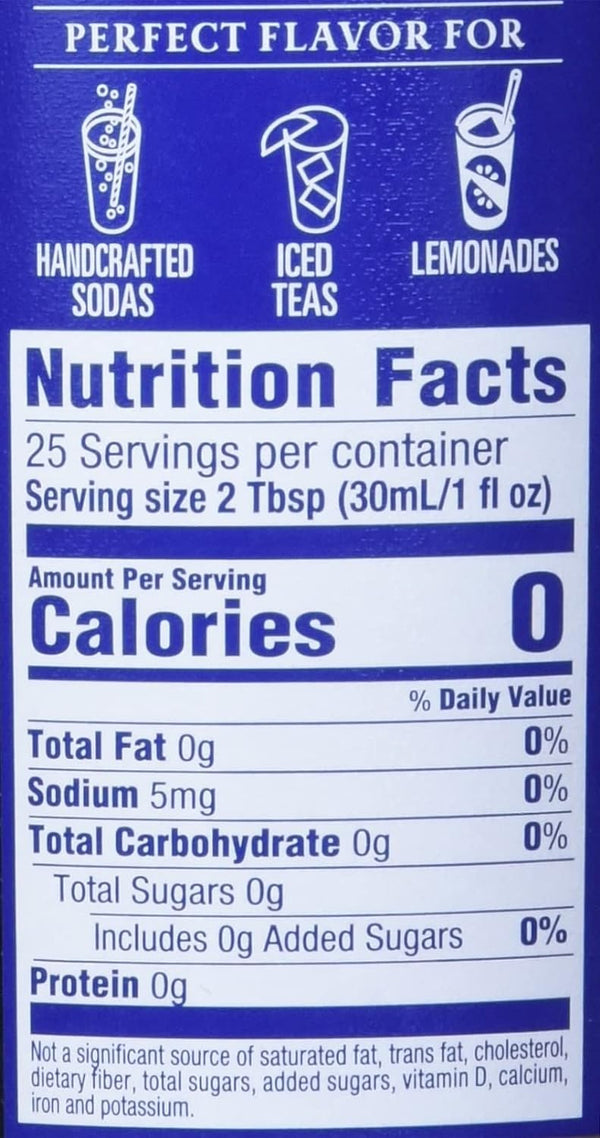 PERFECT FLAVOR FOR
HANDCRAFTED SODAS
ICED TEAS
LEMONADES
Nutrition Facts
25 Servings per container
Serving size 2 Tbsp (30mL/1 fl oz)
Amount Per Serving
Calories 0
% Daily Value
Total Fat 0g 0%
Sodium 5mg 0%
Total Carbohydrate 0g 0%
Total Sugars 0g
Includes 0g Added Sugars 0%
Protein 0g
Not a significant source of saturated fat, trans fat, cholesterol,
dietary fiber, total sugars, added sugars, vitamin D, calcium,
iron and potassium.